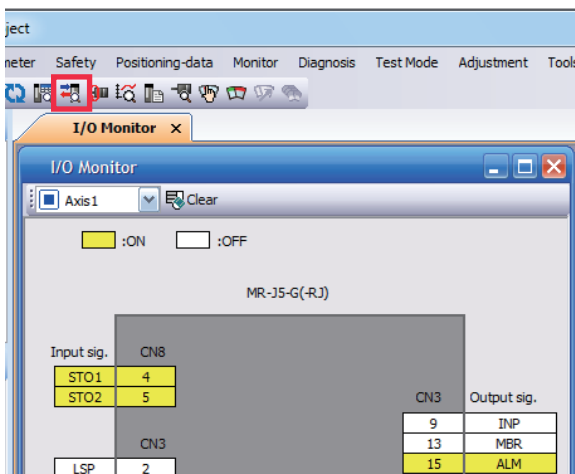 ject
meter Safety Positioning-data Monitor Diagnosis Test Mode Adjustment Tools
I/O Monitor x
I/O Monitor
Axis1 Clear
:ON :OFF
MR-J5-G(-RJ)
Input sig. CN8
STO1 4
STO2 5
CN3 Output sig.
9 INP
CN3 13 MBR
LSP 2 15 ALM